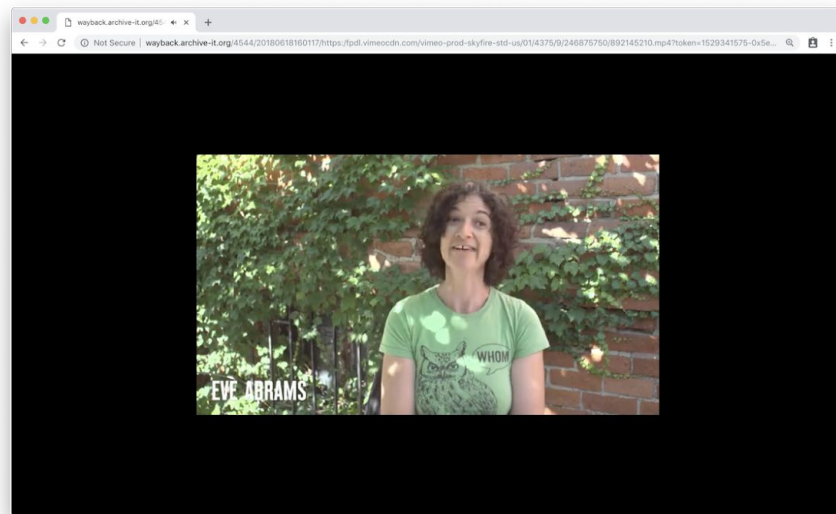 wayback.archive-it.org/45
Not Secure | wayback.archive-it.org/4544/20180618160117/https:/fpdl.vimeocdn.com/vimeo-prod-skyfire-std-us/01/4375/9/246875750/892145210.mp4?token=1529341575-0x5e...
WHOM
EVE ABRAMS